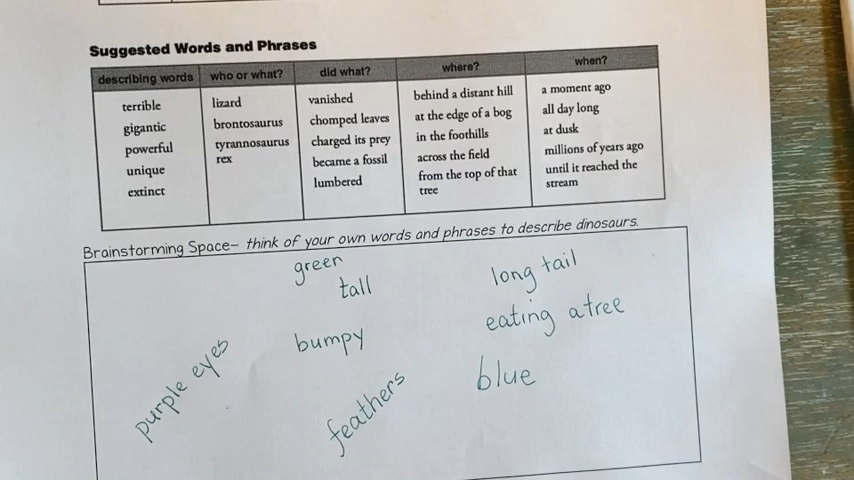 Suggested Words and Phrases
describing words who or what? did what? where? when?
terrible lizard vanished behind a distant hill a moment ago
gigantic brontosaurus chomped leaves at the edge of a bog all day long
powerful tyrannosaurus charged its prey in the foothills at dusk
unique rex became a fossil across the field millions of years ago
extinct lumbered from the top of that until it reached the
tree stream
Brainstorming Space– think of your own words and phrases to describe dinosaurs.
green
tall
long tail
eating a tree
bumpy
purple eyes
feathers
blue